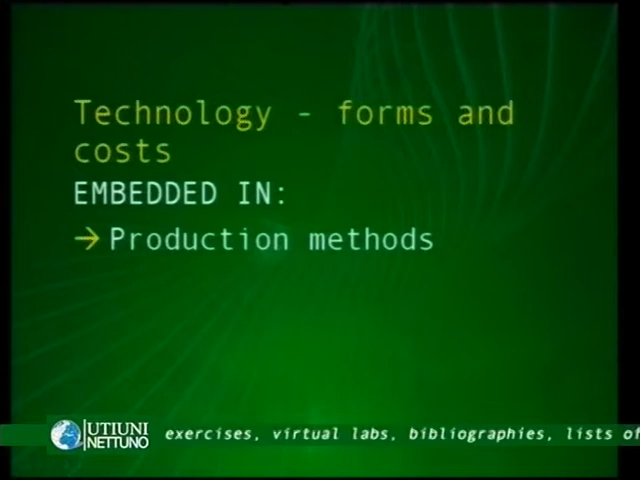 Technology - forms and
costs
EMBEDDED IN:
→ Production methods
UTIUNI
NETTUNO
exercises, virtual labs, bibliographies, lists of